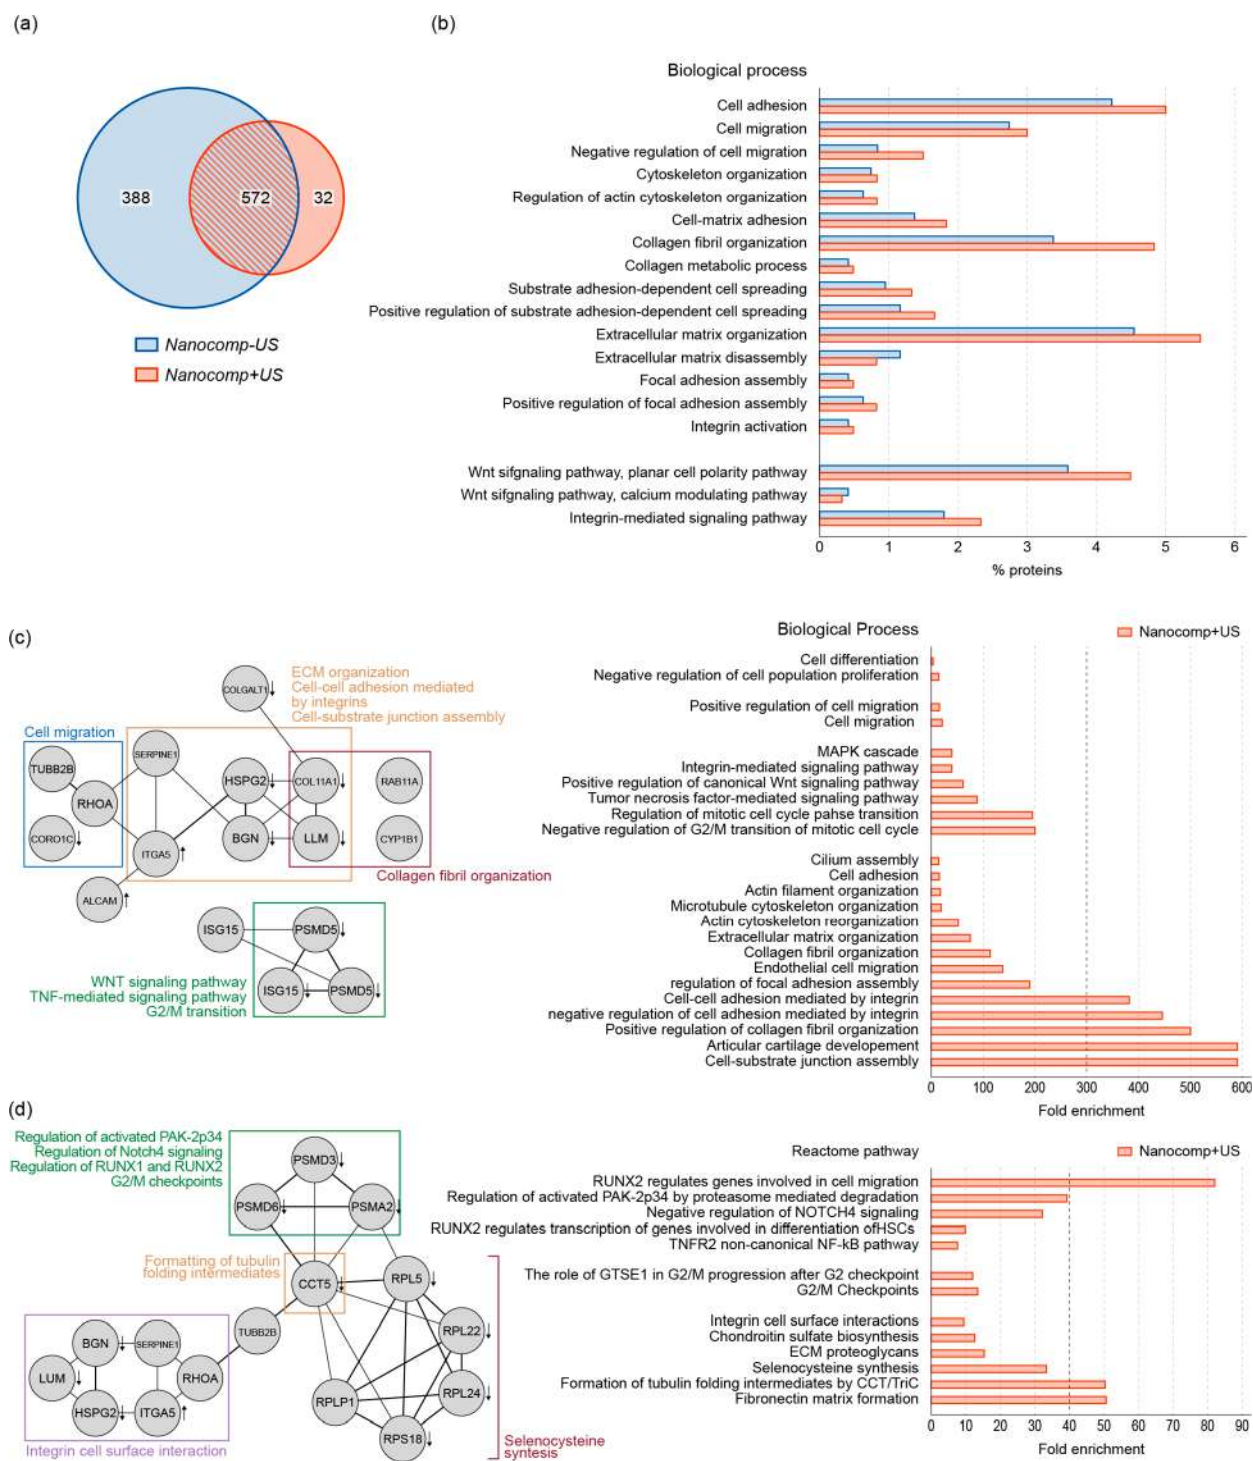 (a)
388
572
32
Nanocomp-US
Nanocomp+US
(b)
Biological process
Cell adhesion
Cell migration
Negative regulation of cell migration
Cytoskeleton organization
Regulation of actin cytoskeleton organization
Cell-matrix adhesion
Collagen fibril organization
Collagen metabolic process
Substrate adhesion-dependent cell spreading
Positive regulation of substrate adhesion-dependent cell spreading
Extracellular matrix organization
Extracellular matrix disassembly
Focal adhesion assembly
Positive regulation of focal adhesion assembly
Integrin activation
Wnt sifgnaling pathway, planar cell polarity pathway
Wnt sifgnaling pathway, calcium modulating pathway
Integrin-mediated signaling pathway
0 1 2 3 4 5 6
% proteins
(c)
ECM organization
Cell-cell adhesion mediated
by integrins
Cell-substrate junction assembly
COLGALT1↓
Cell migration
TUBB2B
RHOA
CORO1C↓
SERPINE1
HSPG2↓
COL11A1↓
RAB11A
BGN↓
LLM↓
CYP1B1
ITGA5↑
ALCAM↑
Collagen fibril organization
ISG15
PSMD5↓
ISG15↓
PSMD5↓
WNT signaling pathway
TNF-mediated signaling pathway
G2/M transition
Biological Process
Nanocomp+US
Cell differentiation
Negative regulation of cell population proliferation
Positive regulation of cell migration
Cell migration
MAPK cascade
Integrin-mediated signaling pathway
Positive regulation of canonical Wnt signaling pathway
Tumor necrosis factor-mediated signaling pathway
Regulation of mitotic cell cycle pahse transition
Negative regulation of G2/M transition of mitotic cell cycle
Cilium assembly
Cell adhesion
Actin filament organization
Microtubule cytoskeleton organization
Actin cytoskeleton reorganization
Extracellular matrix organization
Collagen fibril organization
Endothelial cell migration
regulation of focal adhesion assembly
Cell-cell adhesion mediated by integrin
negative regulation of cell adhesion mediated by integrin
Positive regulation of collagen fibril organization
Articular cartilage developement
Cell-substrate junction assembly
0 100 200 300 400 500 600
Fold enrichment
(d)
Regulation of activated PAK-2p34
Regulation of Notch4 signaling
Regulation of RUNX1 and RUNX2
G2/M checkpoints
PSMD3↓
PSMD6↓
PSMA2↓
Formatting of tubulin
folding intermediates
CCT5↓
RPL5↓
TUBB2B
RPL22↓
BGN↓
SERPINE1
LUM↓
RHOA
RPLP1
RPL24↓
HSPG2↓
ITGA5↑
RPS18↓
Integrin cell surface interaction
Selenocysteine
syntesis
Reactome pathway
Nanocomp+US
RUNX2 regulates genes involved in cell migration
Regulation of activated PAK-2p34 by proteasome mediated degradation
Negative regulation of NOTCH4 signaling
RUNX2 regulates transcription of genes involved in differentiation ofHSCs
TNFR2 non-canonical NF-kB pathway
The role of GTSE1 in G2/M progression after G2 checkpoint
G2/M Checkpoints
Integrin cell surface interactions
Chondroitin sulfate biosynthesis
ECM proteoglycans
Selenocysteine synthesis
Formation of tubulin folding intermediates by CCT/TriC
Fibronectin matrix formation
0 10 20 30 40 50 60 70 80 90
Fold enrichment